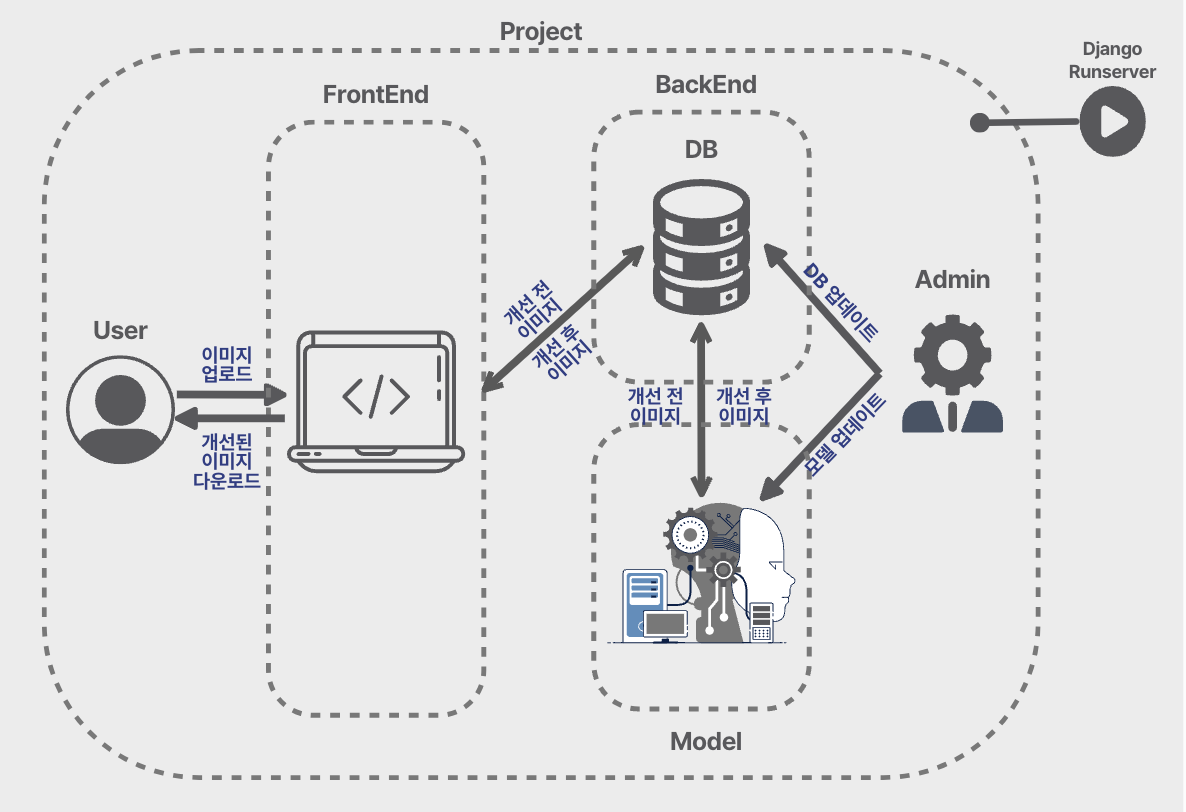 Project
Django
Runserver
FrontEnd
BackEnd
DB
User
이미지
업로드
개선된
이미지
다운로드
개선 전
이미지
개선 후
이미지
개선 전
이미지
개선 후
이미지
DB 업데이트
모델 업데이트
Admin
Model